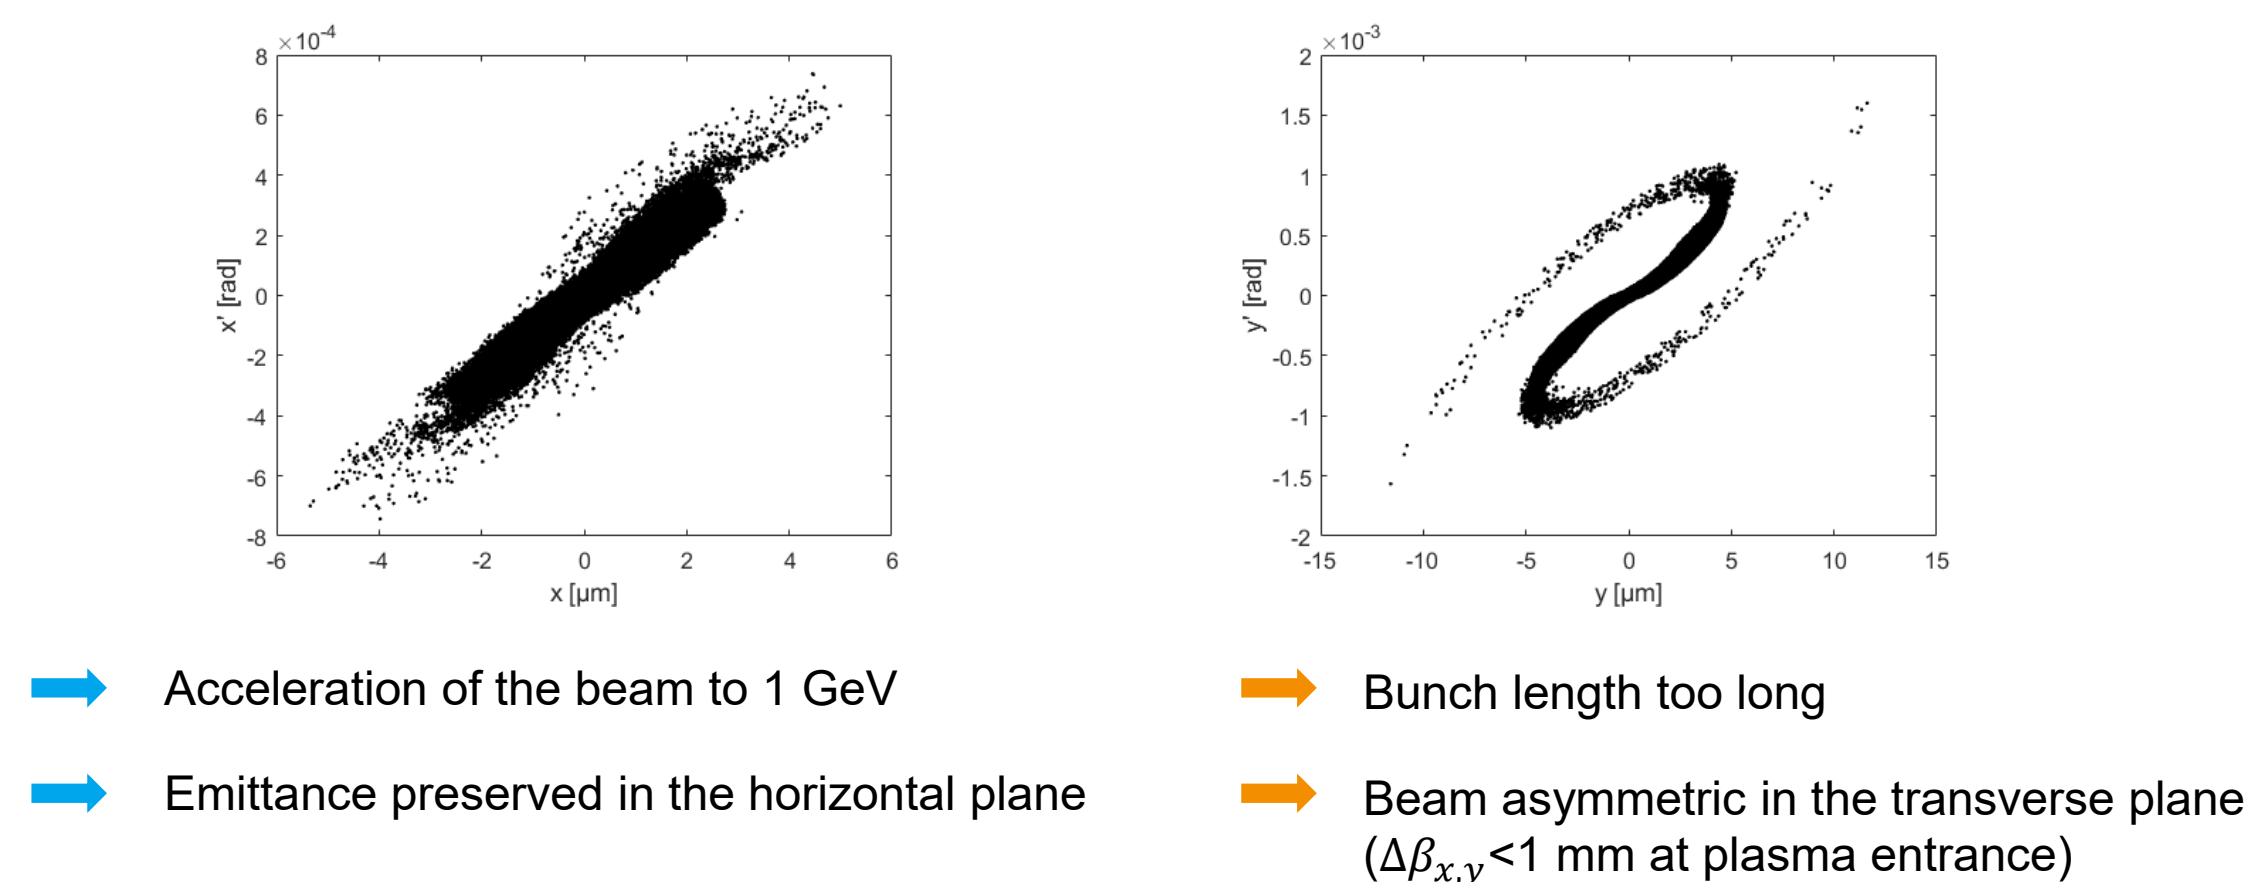 ×10⁻⁴
8
6
4
2
0
-2
-4
-6
-8
x' [rad]
-6 -4 -2 0 2 4 6
x [µm]
×10⁻³
2
1.5
1
0.5
0
-0.5
-1
-1.5
-2
y' [rad]
-15 -10 -5 0 5 10 15
y [µm]
Acceleration of the beam to 1 GeV
Emittance preserved in the horizontal plane
Bunch length too long
Beam asymmetric in the transverse plane
(Δβx,y<1 mm at plasma entrance)